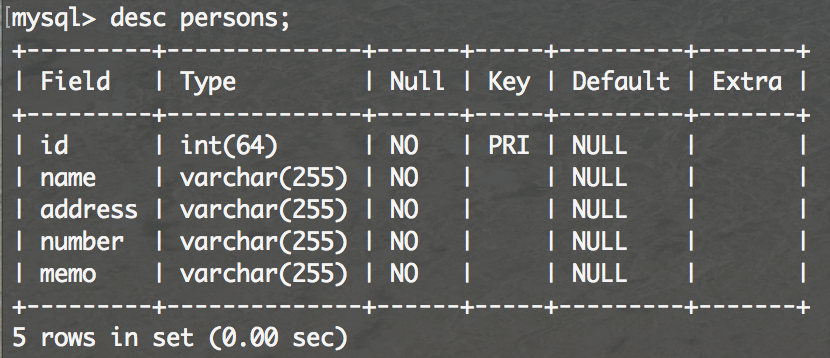 [mysql> desc persons;
+---------+--------------+------+-----+---------+-------+
| Field   | Type         | Null | Key | Default | Extra |
+---------+--------------+------+-----+---------+-------+
| id      | int(64)      | NO   | PRI | NULL    |       |
| name    | varchar(255) | NO   |     | NULL    |       |
| address | varchar(255) | NO   |     | NULL    |       |
| number  | varchar(255) | NO   |     | NULL    |       |
| memo    | varchar(255) | NO   |     | NULL    |       |
+---------+--------------+------+-----+---------+-------+
5 rows in set (0.00 sec)